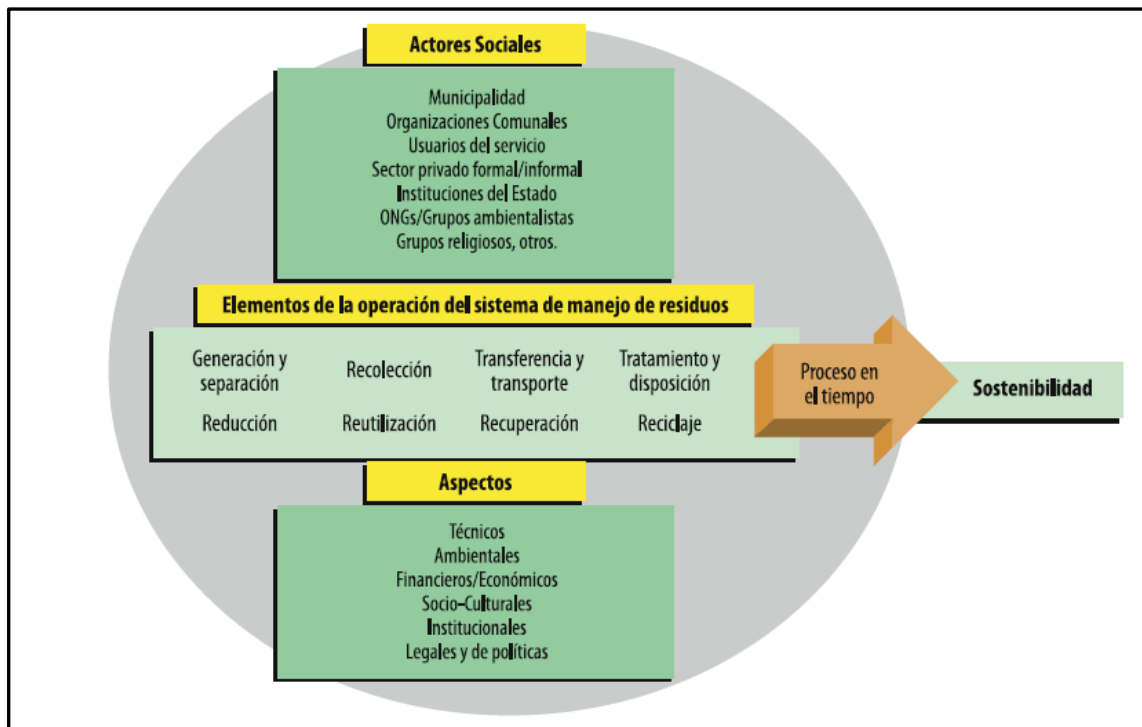 Actores Sociales
Municipalidad
Organizaciones Comunales
Usuarios del servicio
Sector privado formal/informal
Instituciones del Estado
ONGs/Grupos ambientalistas
Grupos religiosos, otros.
Elementos de la operación del sistema de manejo de residuos
Generación y
separación
Recolección
Transferencia y
transporte
Tratamiento y
disposición
Reducción
Reutilización
Recuperación
Reciclaje
Proceso en
el tiempo
Sostenibilidad
Aspectos
Técnicos
Ambientales
Financieros/Económicos
Socio-Culturales
Institucionales
Legales y de políticas